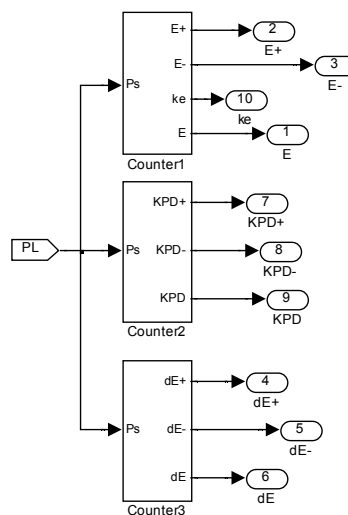 E+
2
E+
E-
3
E-
Ps
ke
10
ke
E
1
E
Counter1
KPD+
7
KPD+
PL
Ps
KPD-
8
KPD-
KPD
9
KPD
Counter2
dE+
4
dE+
Ps
dE-
5
dE-
dE
6
dE
Counter3